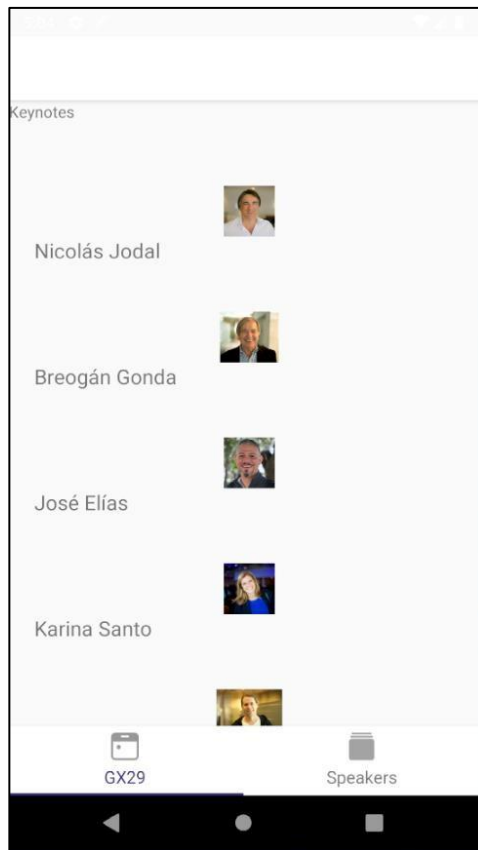 Keynotes
Nicolás Jodal
Breogán Gonda
José Elías
Karina Santo
GX29
Speakers